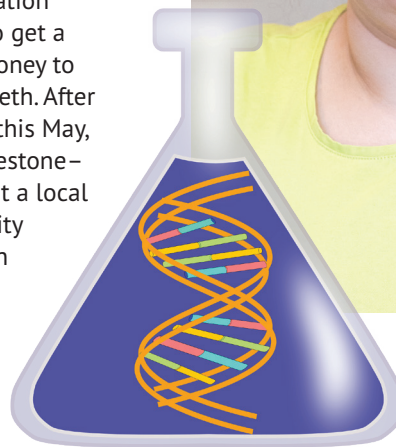 ation
o get a
oney to
eth. After
this May,
estone–
t a local
ity
n